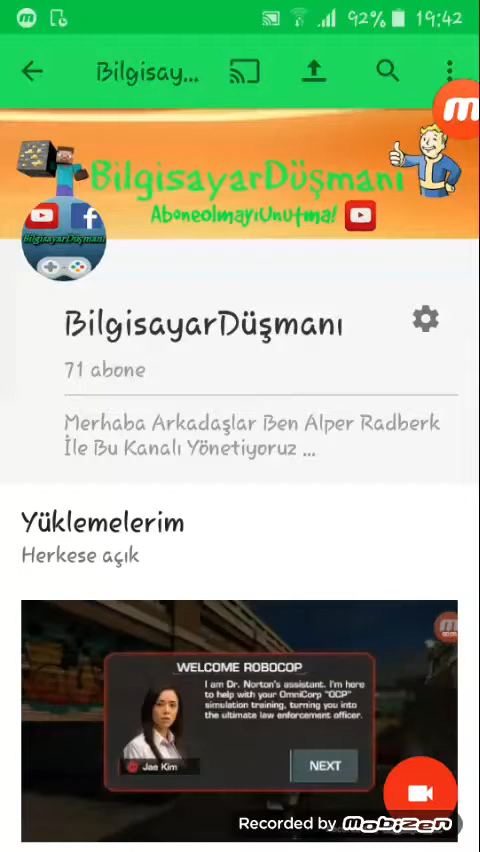 92% 19:42
Bilgisay...
BilgisayarDüşmanı
AboneolmayıUnutma!
BilgisayarDüşmanı
BilgisayarDüşmanı
71 abone
Merhaba Arkadaşlar Ben Alper Radberk
İle Bu Kanalı Yönetiyoruz ...
Yüklemelerim
Herkese açık
WELCOME ROBOCOP
I am Dr. Norton's assistant. I'm here
to help with your OmniCorp "OCP"
simulation training, turning you into
the ultimate law enforcement officer.
Jae Kim
NEXT
Recorded by Mobizen